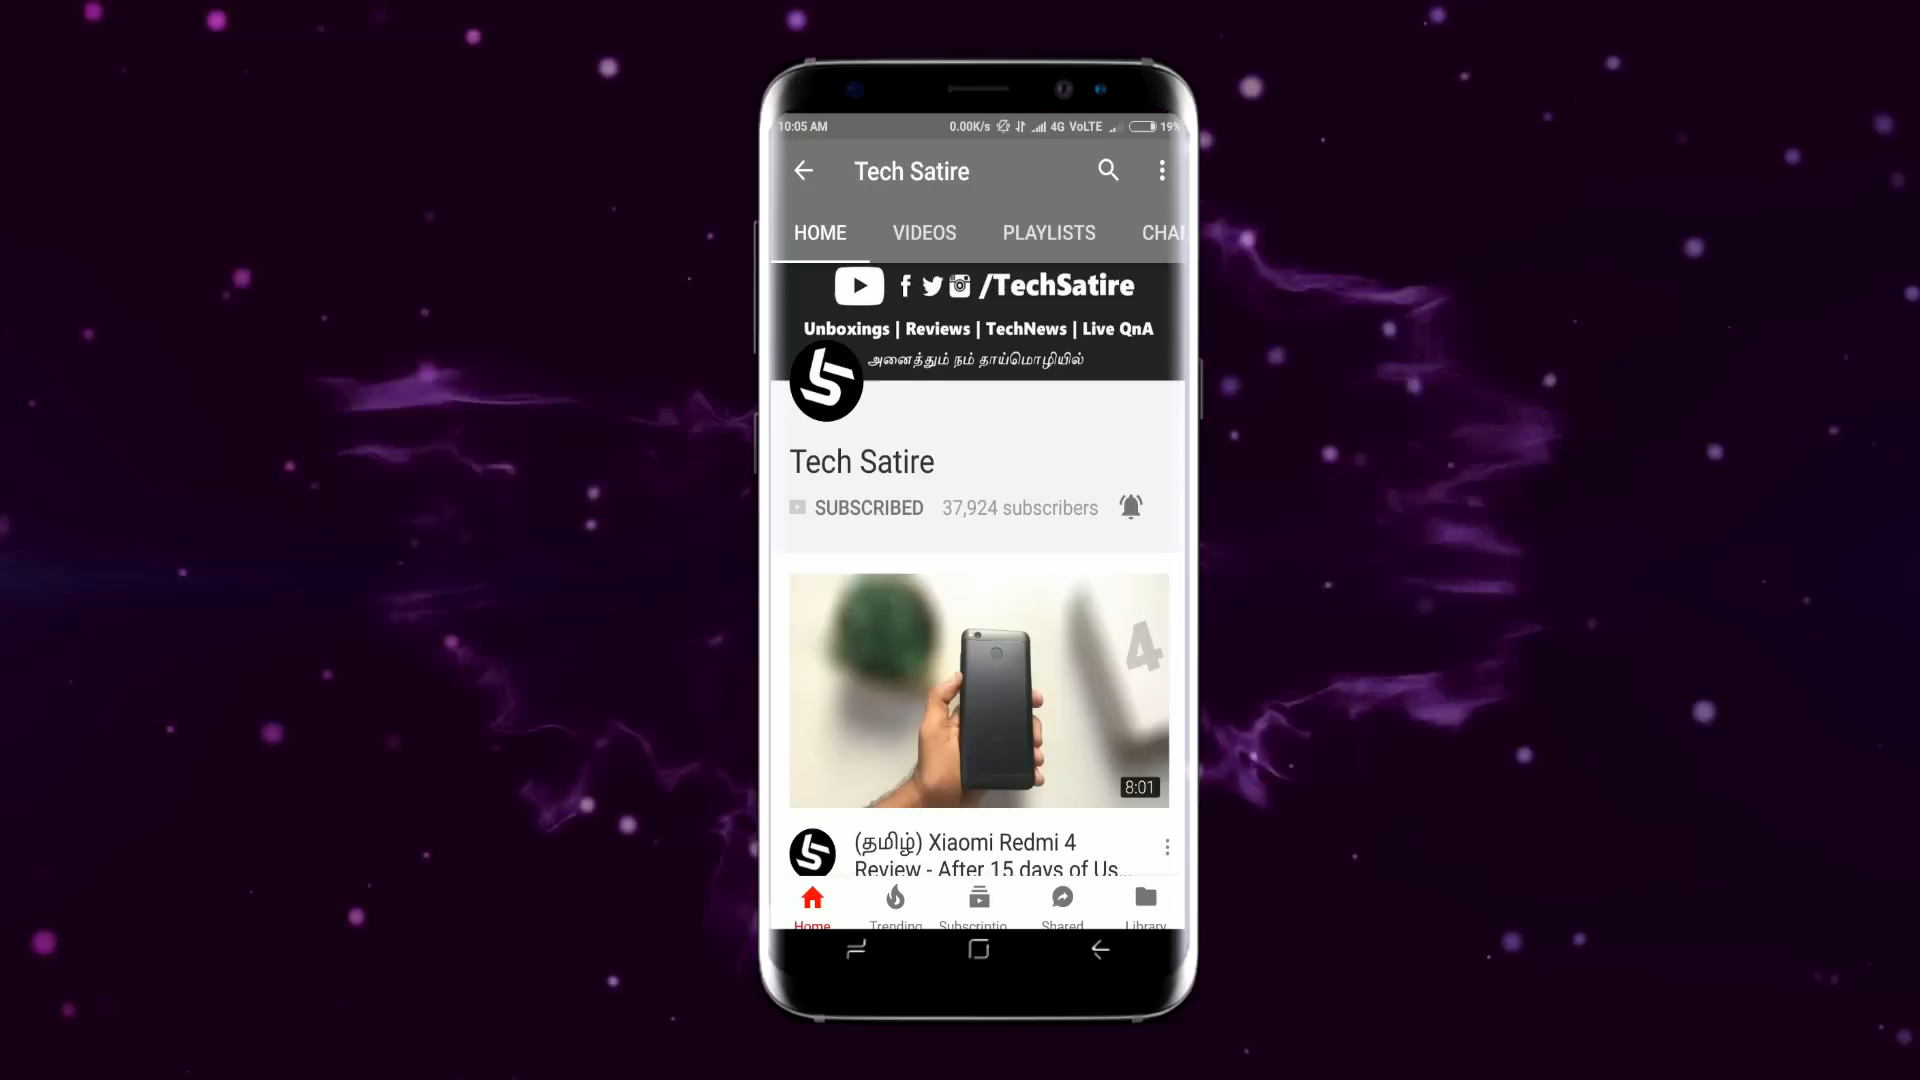 10:05 AM 0.00K/s 4G VoLTE 19%
Tech Satire
HOME VIDEOS PLAYLISTS CHAI
/TechSatire
Unboxings | Reviews | TechNews | Live QnA
அனைத்தும் நம் தாய்மொழியில்
Tech Satire
SUBSCRIBED 37,924 subscribers
4
8:01
(தமிழ்) Xiaomi Redmi 4
Review - After 15 days of Us...
Home Trending Subscriptio Shared Library